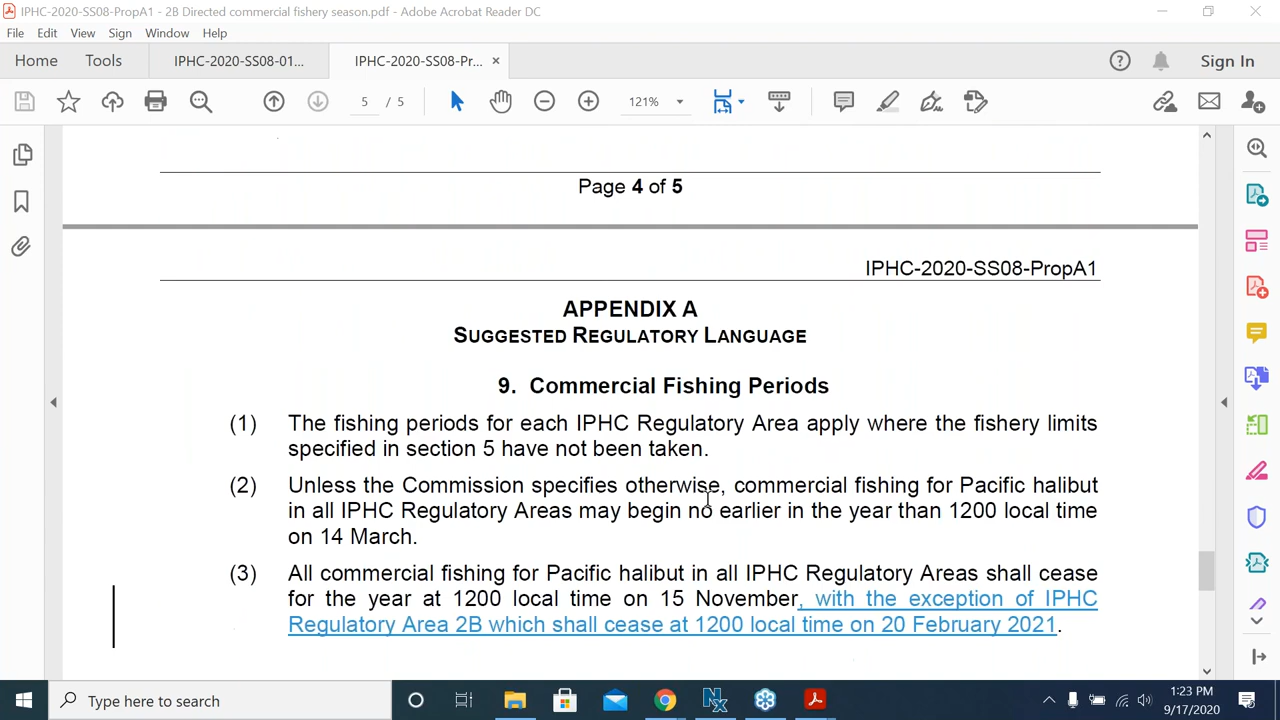 IPHC-2020-SS08-PropA1 - 2B Directed commercial fishery season.pdf - Adobe Acrobat Reader DC
File Edit View Sign Window Help
Home Tools IPHC-2020-SS08-01... IPHC-2020-SS08-Pr... × Sign In
5 / 5 121%
Page 4 of 5
IPHC-2020-SS08-PropA1
APPENDIX A
SUGGESTED REGULATORY LANGUAGE
9. Commercial Fishing Periods
(1) The fishing periods for each IPHC Regulatory Area apply where the fishery limits
specified in section 5 have not been taken.
(2) Unless the Commission specifies otherwise, commercial fishing for Pacific halibut
in all IPHC Regulatory Areas may begin no earlier in the year than 1200 local time
on 14 March.
(3) All commercial fishing for Pacific halibut in all IPHC Regulatory Areas shall cease
for the year at 1200 local time on 15 November, with the exception of IPHC
Regulatory Area 2B which shall cease at 1200 local time on 20 February 2021.
Type here to search
1:23 PM
9/17/2020